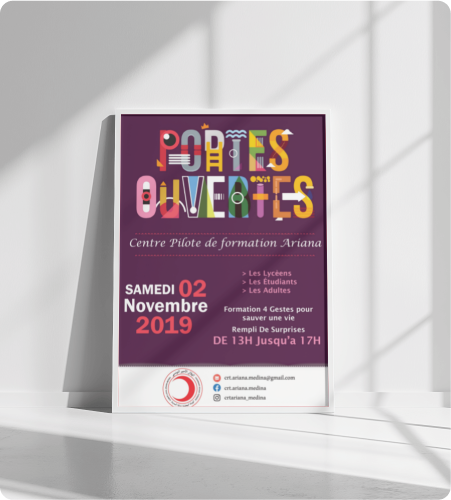 PORTES
OUVERTES
Centre Pilote de formation Ariana
SAMEDI 02
Novembre
2019
> Les Lycéens
> Les Étudiants
> Les Adultes
Formation 4 Gestes pour
sauver une vie
Rempli De Surprises
DE 13H Jusqu'a 17H
crt.ariana.medina@gmail.com
crt.ariana.medina
crtariana_medina